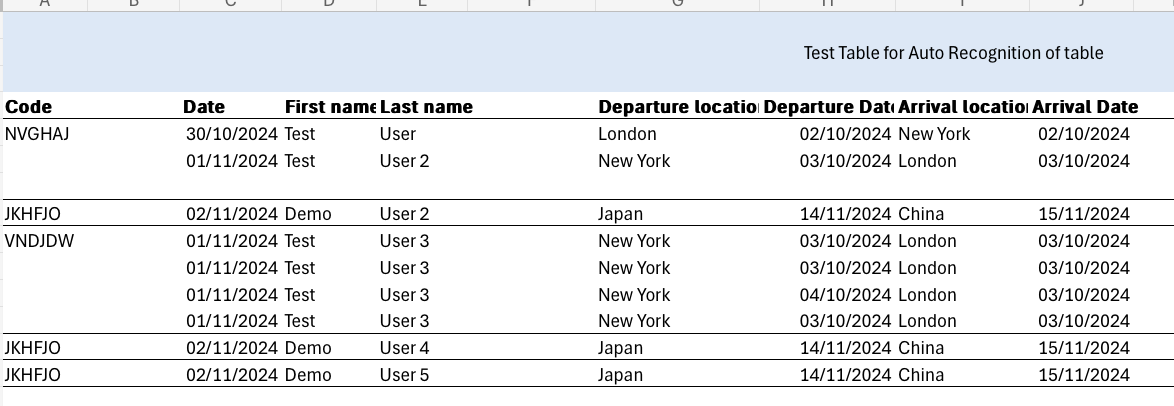 A B C D E F G H I J
Test Table for Auto Recognition of table
Code Date First name Last name Departure locatio Departure Dat Arrival locatio Arrival Date
NVGHAJ 30/10/2024 Test User London 02/10/2024 New York 02/10/2024
01/11/2024 Test User 2 New York 03/10/2024 London 03/10/2024
JKHFJO 02/11/2024 Demo User 2 Japan 14/11/2024 China 15/11/2024
VNDJDW 01/11/2024 Test User 3 New York 03/10/2024 London 03/10/2024
01/11/2024 Test User 3 New York 03/10/2024 London 03/10/2024
01/11/2024 Test User 3 New York 04/10/2024 London 03/10/2024
01/11/2024 Test User 3 New York 03/10/2024 London 03/10/2024
JKHFJO 02/11/2024 Demo User 4 Japan 14/11/2024 China 15/11/2024
JKHFJO 02/11/2024 Demo User 5 Japan 14/11/2024 China 15/11/2024